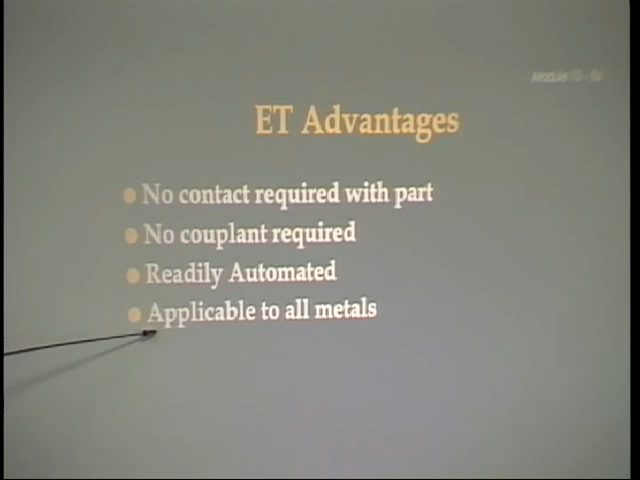 ET Advantages
No contact required with part
No couplant required
Readily Automated
Applicable to all metals